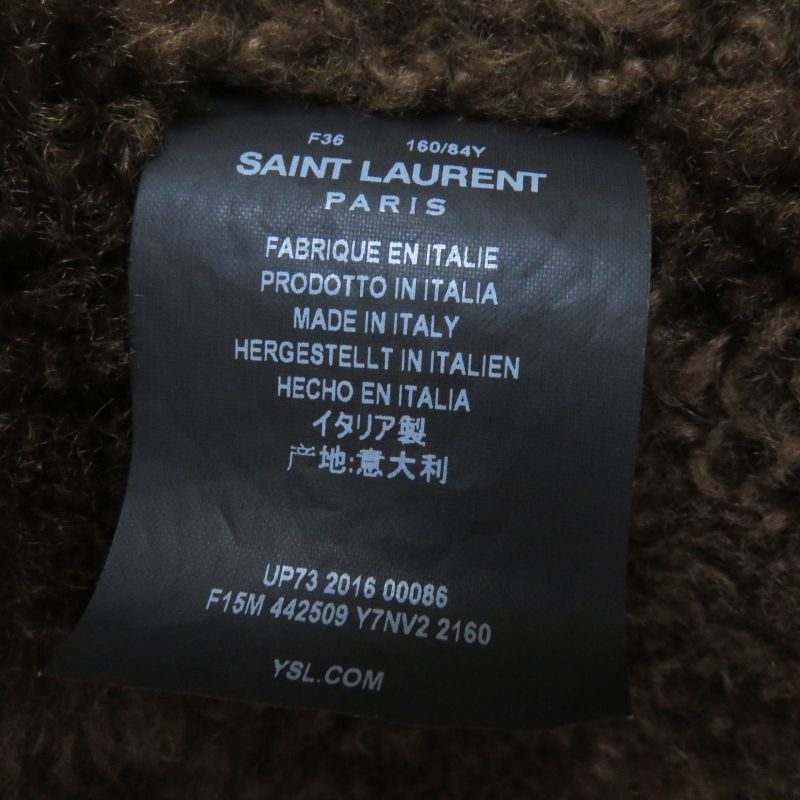 F36 160/84Y
SAINT LAURENT
PARIS
FABRIQUE EN ITALIE
PRODOTTO IN ITALIA
MADE IN ITALY
HERGESTELLT IN ITALIEN
HECHO EN ITALIA
イタリア製
产地:意大利
UP73 2016 00086
F15M 442509 Y7NV2 2160
YSL.COM